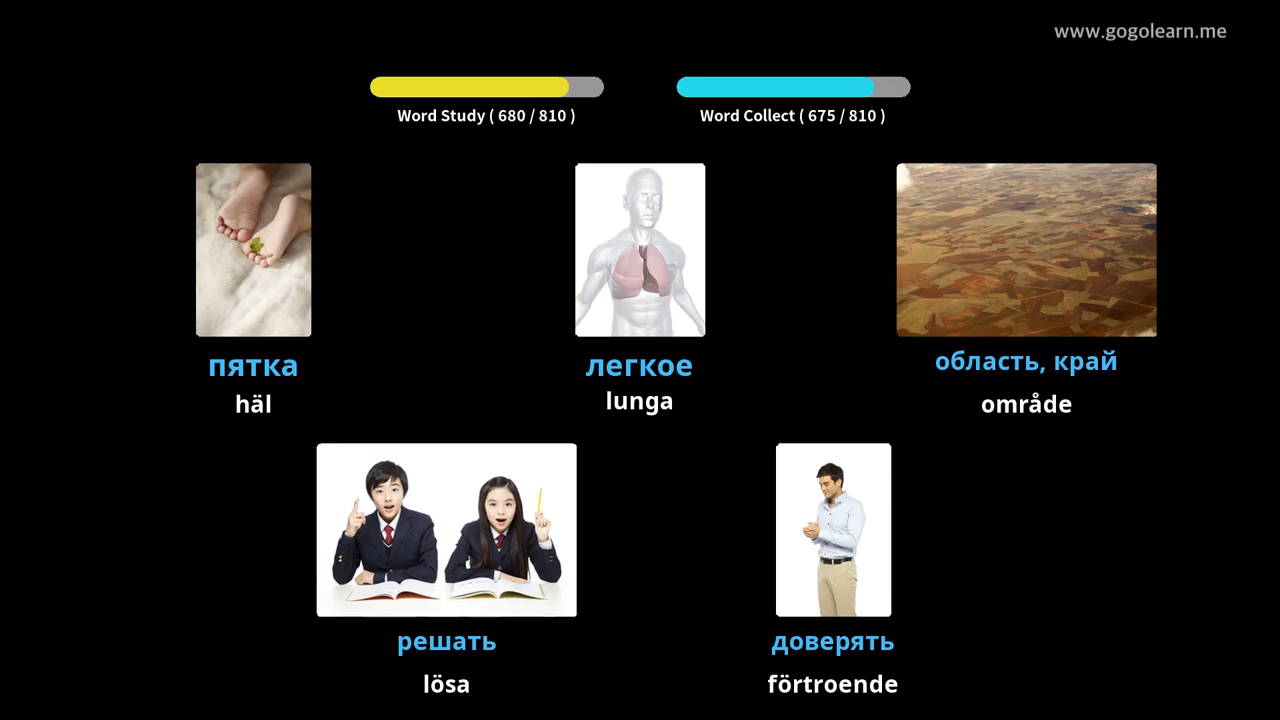 www.gogolearn.me
Word Study ( 680 / 810 )
Word Collect ( 675 / 810 )
пятка
häl
легкое
lunga
область, край
område
решать
lösa
доверять
förtroende